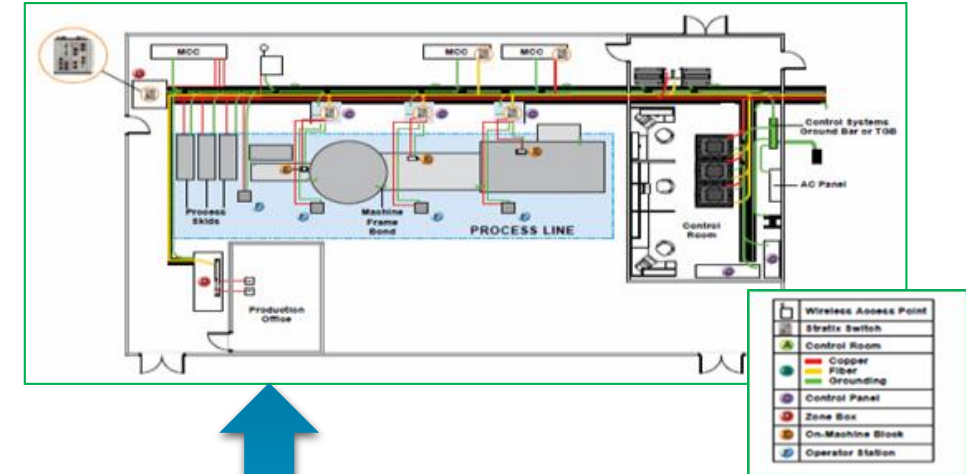 MCC
MCC
MCC
Control Systems
Ground Bar or TGB
AC Panel
Process
Skids
Machine
Frame
Bond
PROCESS LINE
Control
Room
Production
Office
Wireless Access Point
Stratix Switch
A
Control Room
Copper
Fiber
Grounding
Control Panel
Zone Box
On-Machine Block
Operator Station